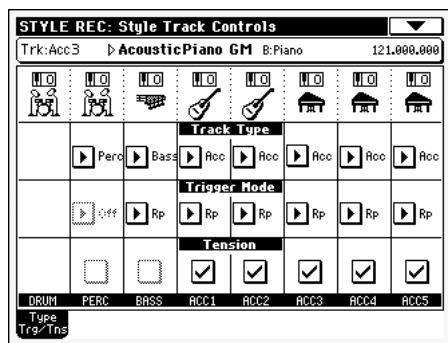 STYLE REC: Style Track Controls
Trk:Acc3 AcousticPiano GM B:Piano 121.000.000
Track Type
Perc Bass Acc Acc Acc Acc Acc
Trigger Mode
Off Rp Rp Rp Rp Rp Rp
Tension
DRUM PERC BASS ACC1 ACC2 ACC3 ACC4 ACC5
Type
Trg/Tns